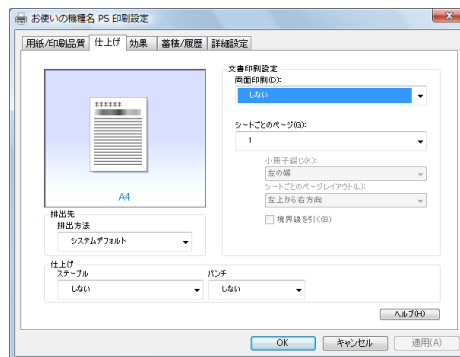 お使いの機種名 PS 印刷設定
用紙/印刷品質 仕上げ 効果 蓄積/履歴 詳細設定
文書印刷設定
両面印刷(D):
しない
シートごとのページ(G):
1
小冊子綴じ(K):
左の端
シートごとのページレイアウト(L):
左上から右方向
境界線を引く(B)
A4
排出先
排出方法
システムデフォルト
仕上げ
ステープル パンチ
しない しない
ヘルプ(H)
OK キャンセル 適用(A)